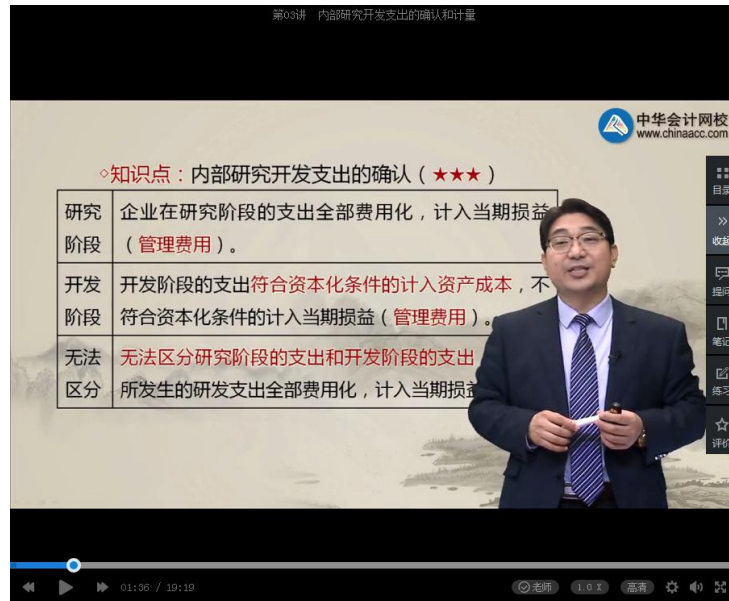 第03讲 内部研究开发支出的确认和计量
中华会计网校
www.chinaacc.com
◇知识点：内部研究开发支出的确认（★★★）
研究阶段
企业在研究阶段的支出全部费用化，计入当期损益
（管理费用）。
开发阶段
开发阶段的支出符合资本化条件的计入资产成本，不
符合资本化条件的计入当期损益（管理费用）。
无法区分
无法区分研究阶段的支出和开发阶段的支出
所发生的研发支出全部费用化，计入当期损益
目录
收起
提问
笔记
练习
评价
01:36 / 19:19
老师
1.0 X
高清